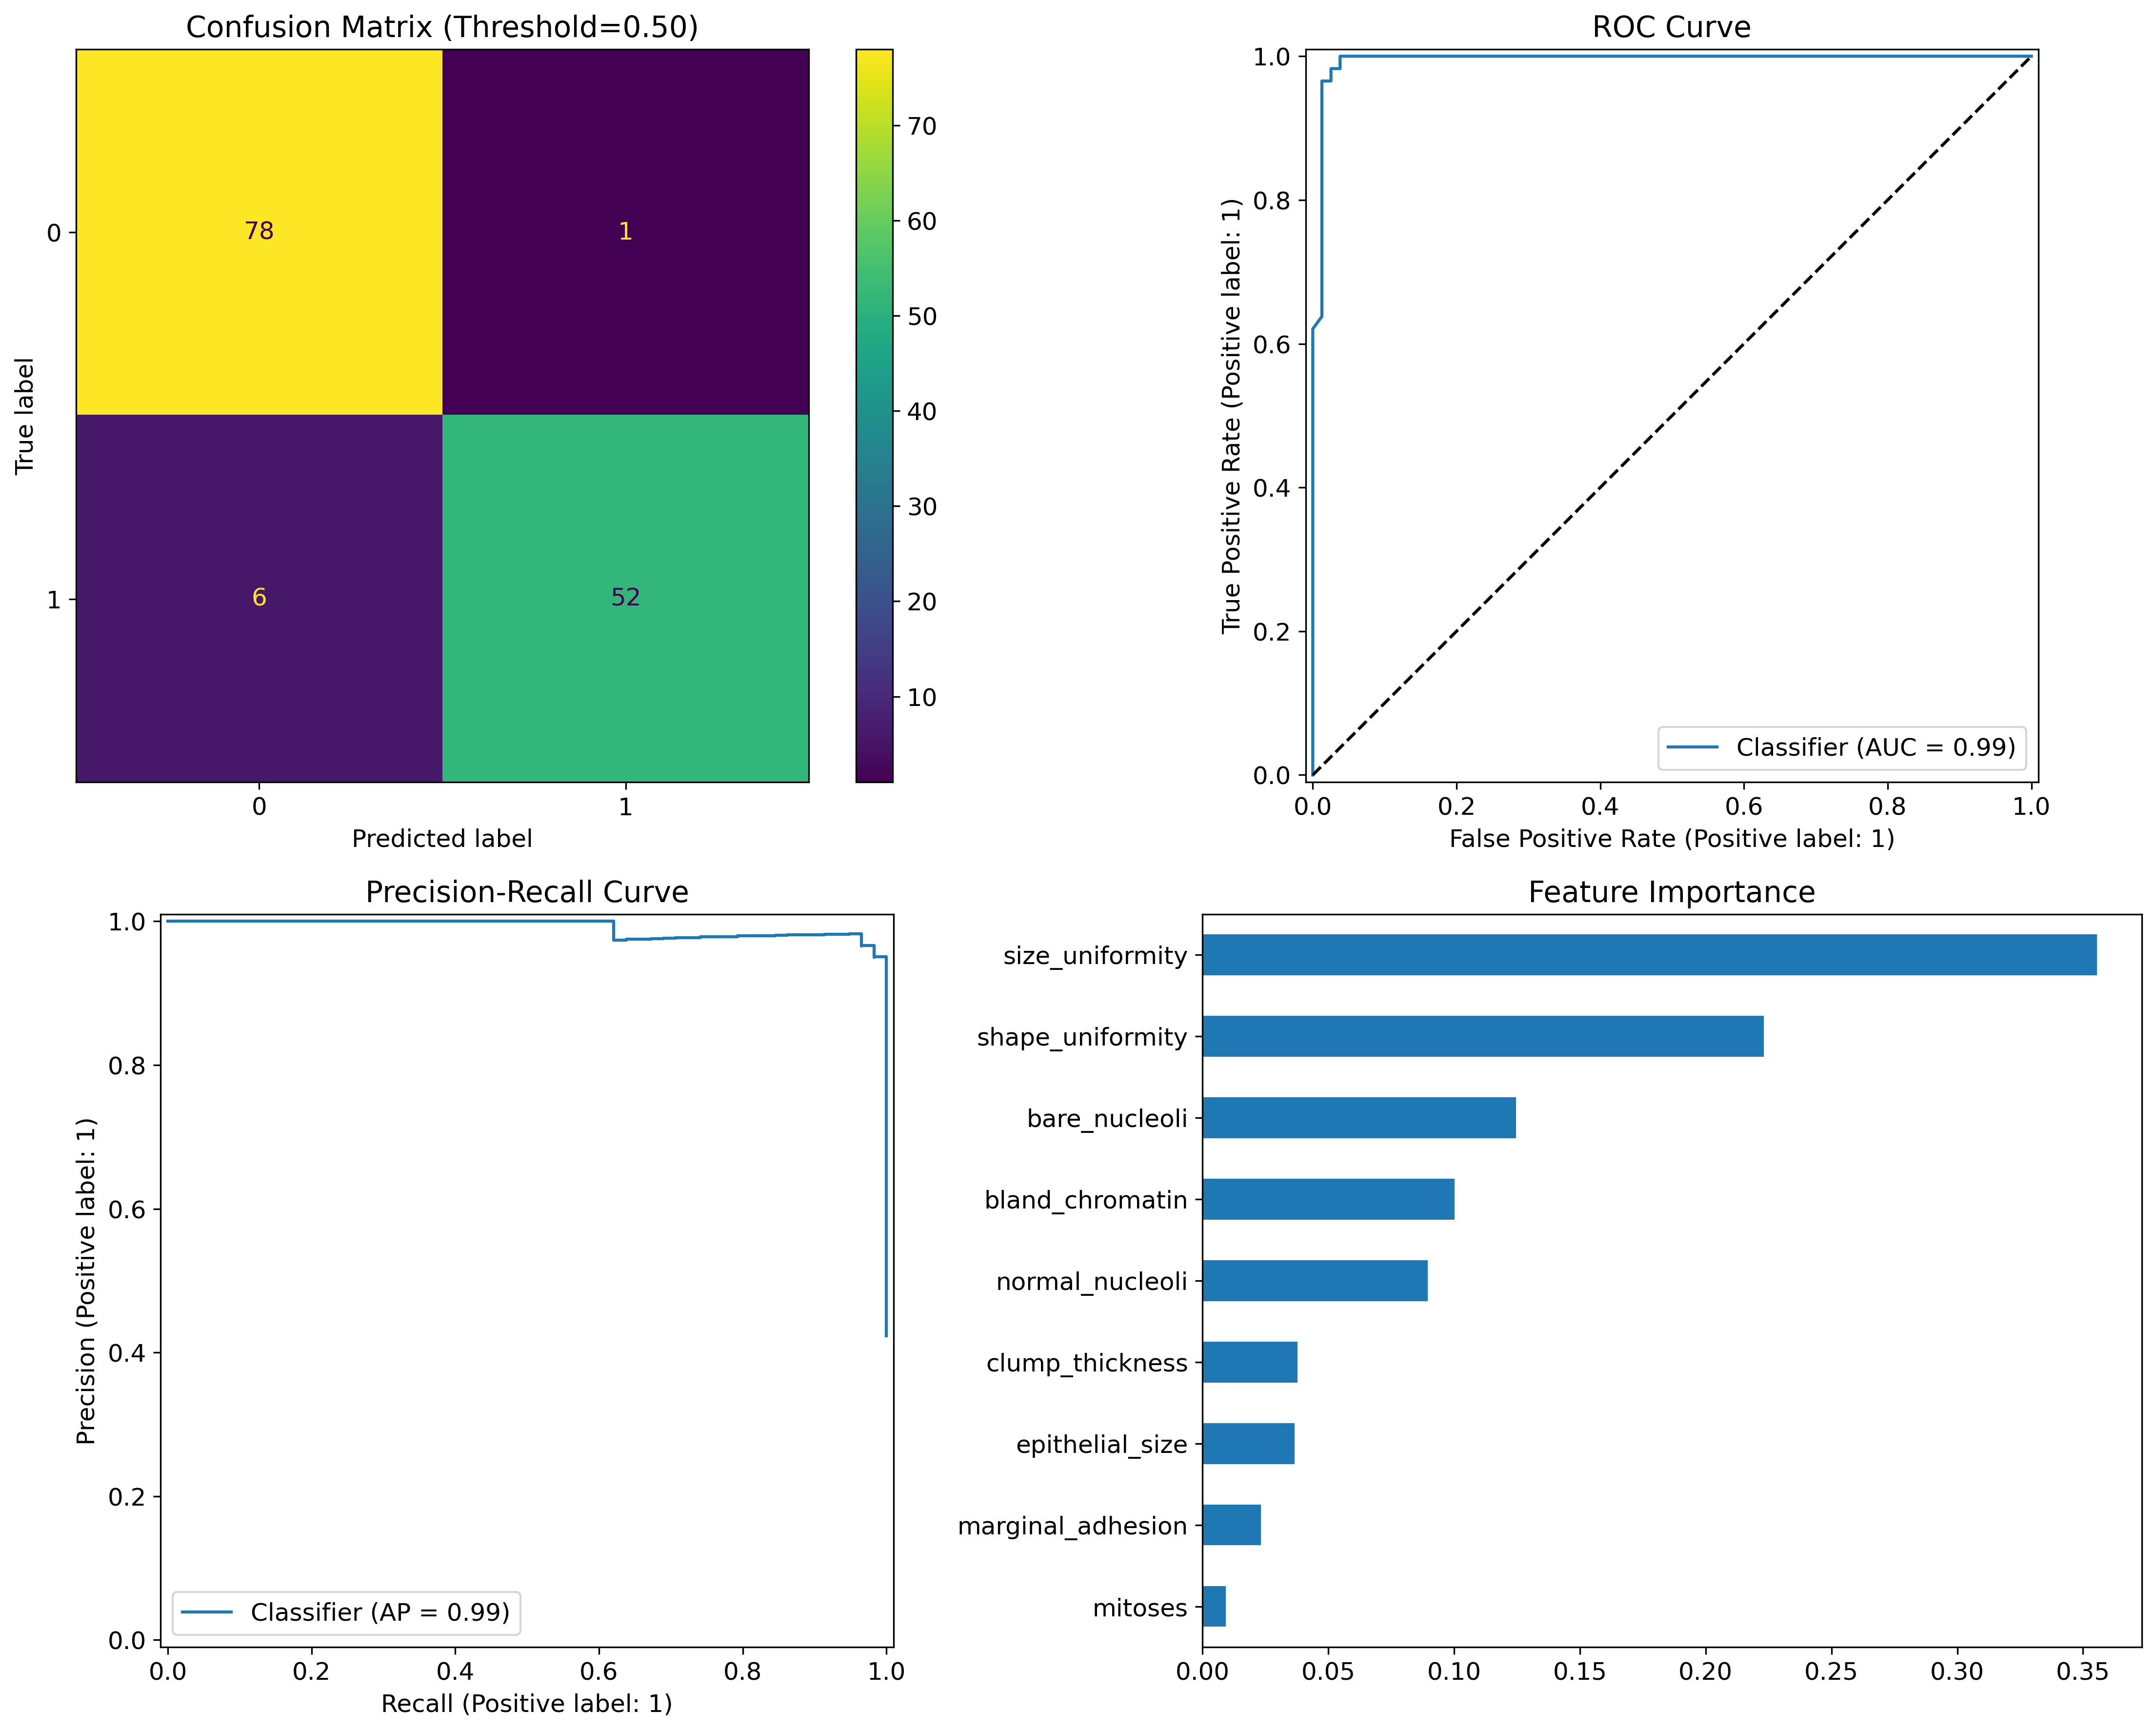 Confusion Matrix (Threshold=0.50)
True label
0
1
78
1
6
52
0
1
Predicted label
70
60
50
40
30
20
10
ROC Curve
True Positive Rate (Positive label: 1)
1.0
0.8
0.6
0.4
0.2
0.0
Classifier (AUC = 0.99)
0.0 0.2 0.4 0.6 0.8 1.0
False Positive Rate (Positive label: 1)
Precision-Recall Curve
Precision (Positive label: 1)
1.0
0.8
0.6
0.4
0.2
0.0
Classifier (AP = 0.99)
0.0 0.2 0.4 0.6 0.8 1.0
Recall (Positive label: 1)
Feature Importance
size_uniformity
shape_uniformity
bare_nucleoli
bland_chromatin
normal_nucleoli
clump_thickness
epithelial_size
marginal_adhesion
mitoses
0.00 0.05 0.10 0.15 0.20 0.25 0.30 0.35